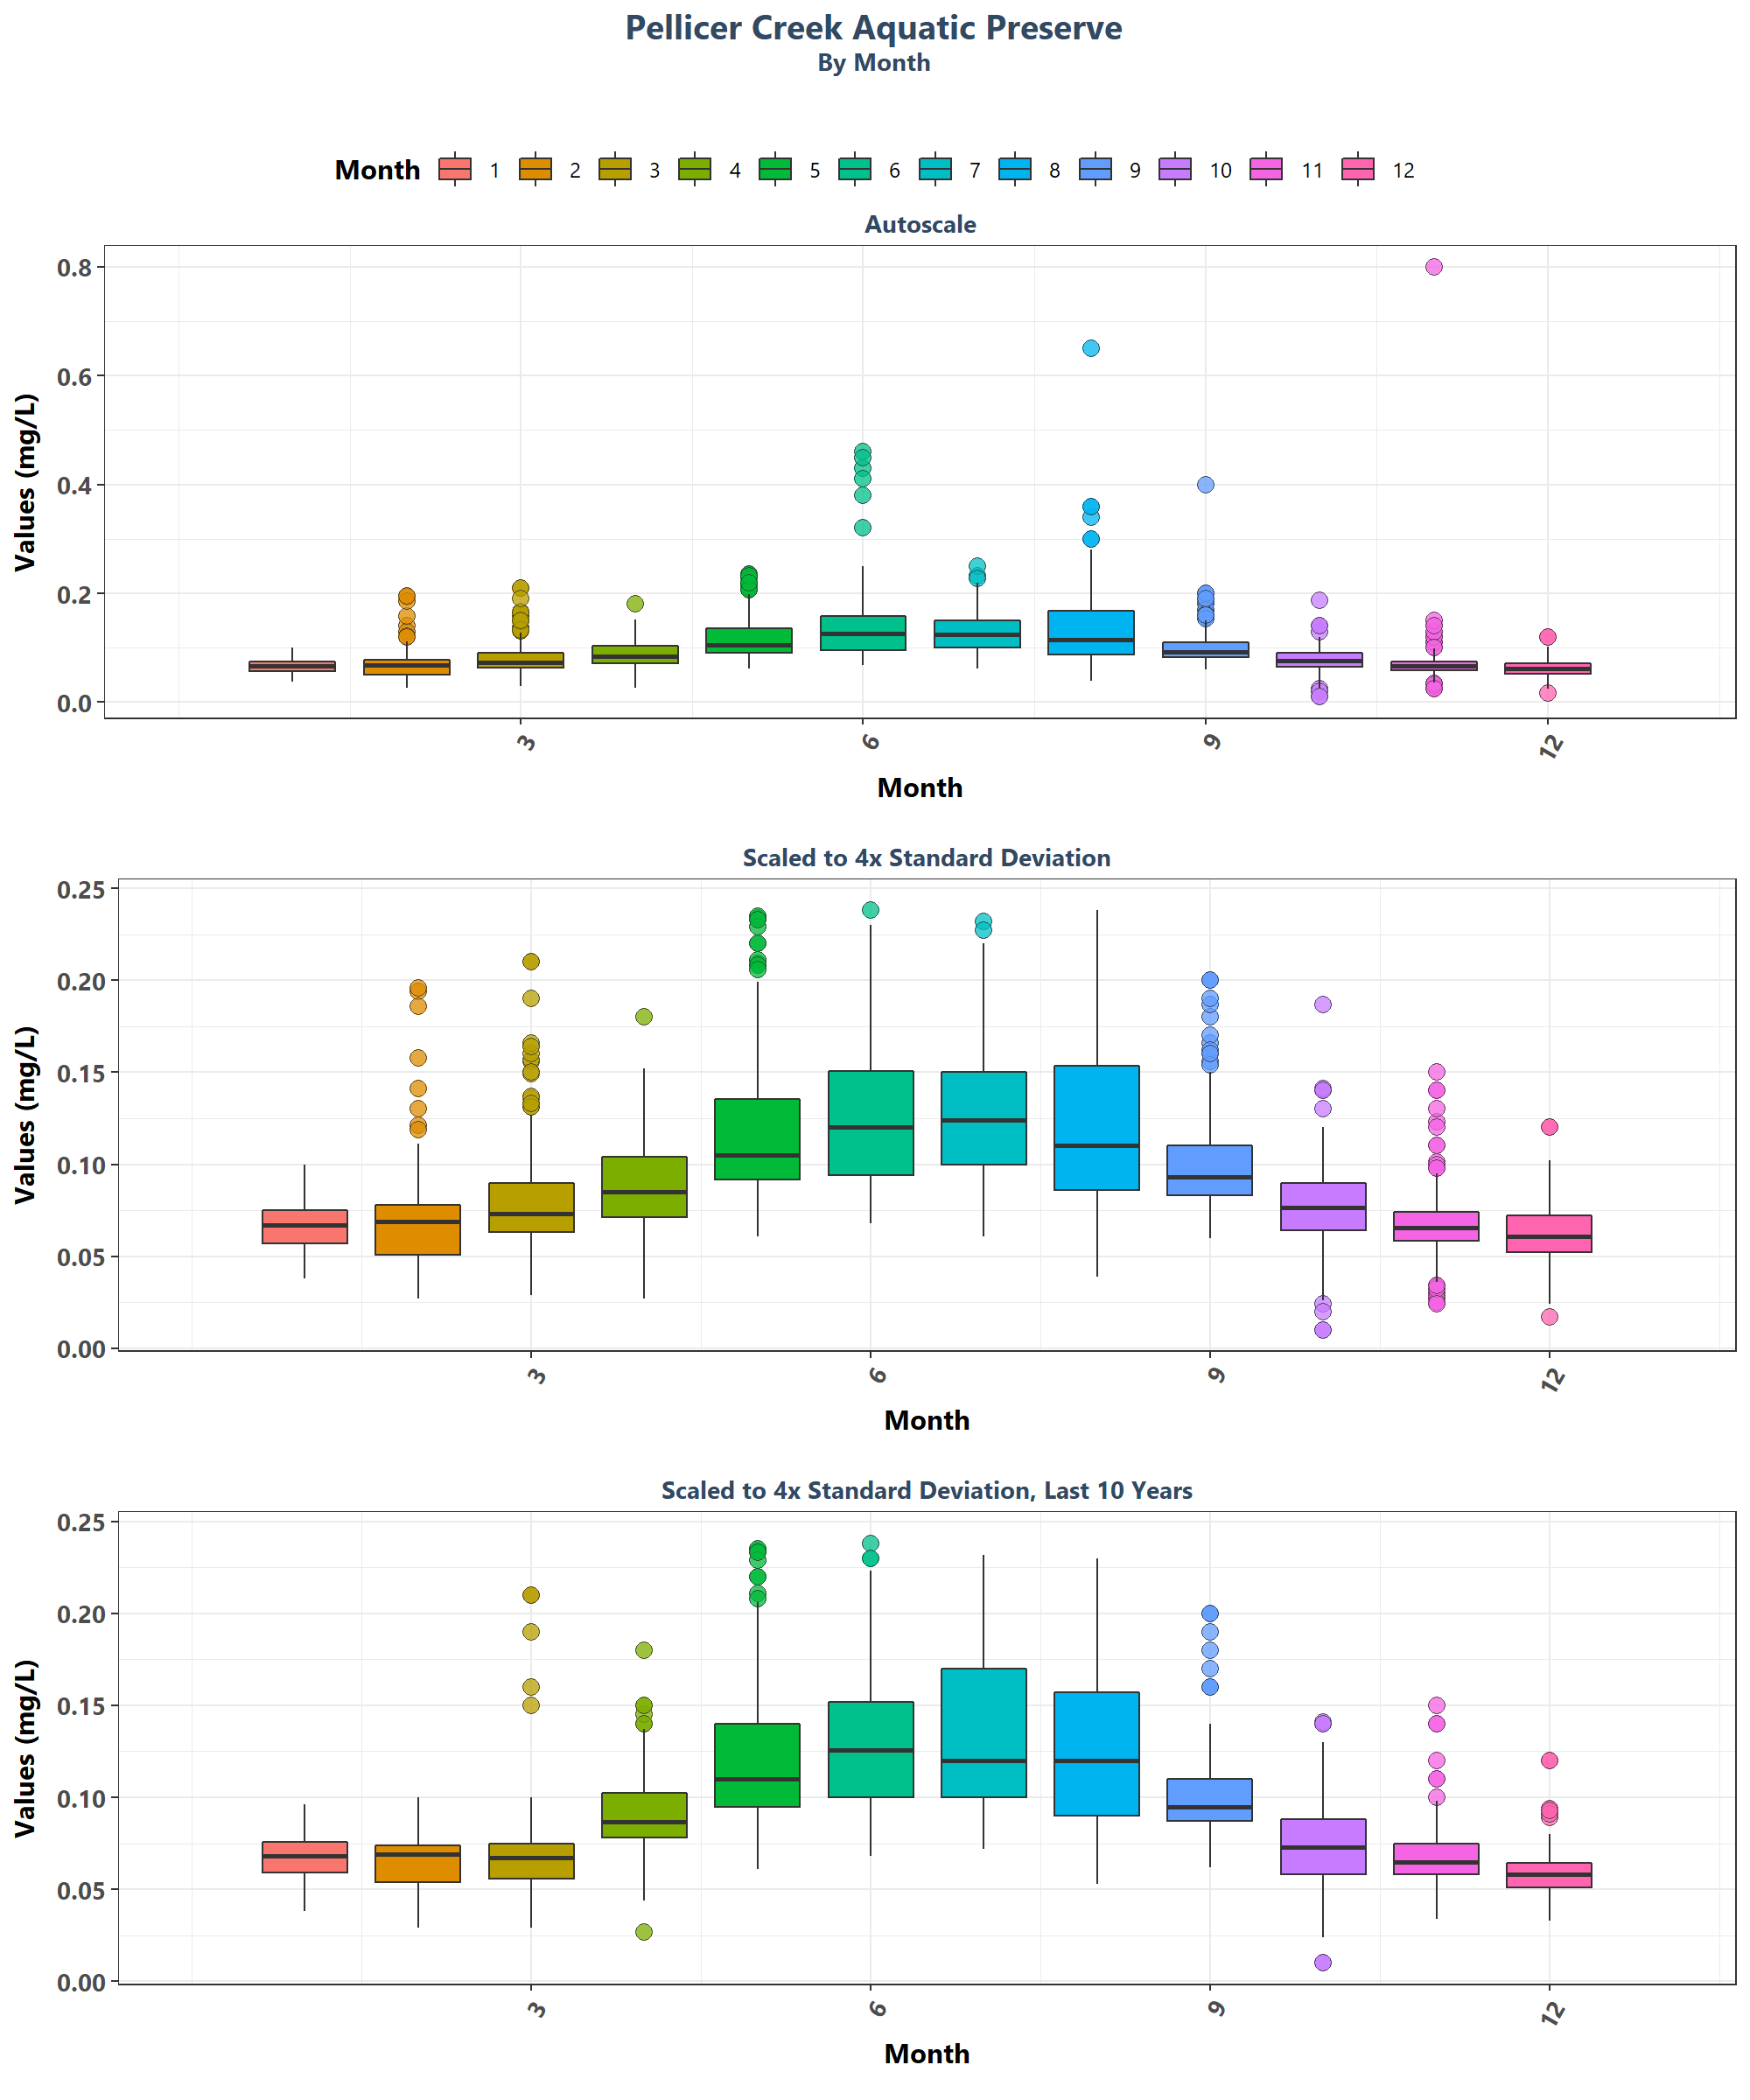 Pellicer Creek Aquatic Preserve
By Month
Month 1 2 3 4 5 6 7 8 9 10 11 12
Autoscale
Values (mg/L)
0.8
0.6
0.4
0.2
0.0
3 6 9 12
Month
Scaled to 4x Standard Deviation
Values (mg/L)
0.25
0.20
0.15
0.10
0.05
0.00
3 6 9 12
Month
Scaled to 4x Standard Deviation, Last 10 Years
Values (mg/L)
0.25
0.20
0.15
0.10
0.05
0.00
3 6 9 12
Month